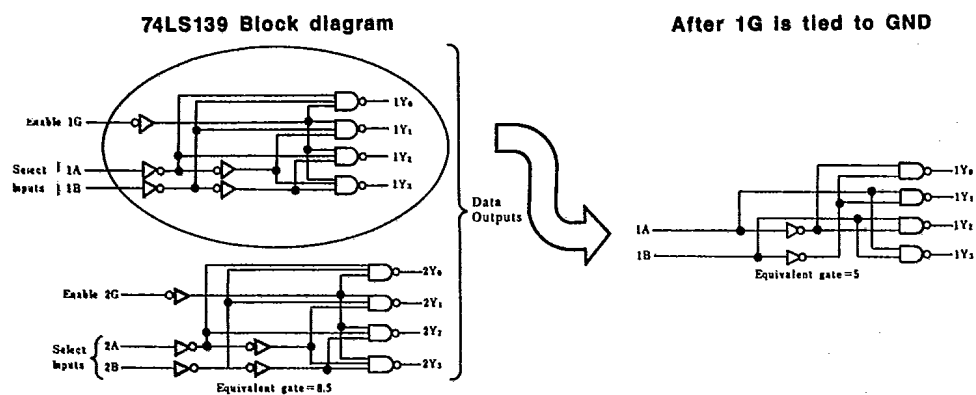 74LS139 Block diagram
After 1G is tied to GND
Enable 1G
Select
Inputs
1A
1B
1Y₀
1Y₁
1Y₂
1Y₃
Data
Outputs
Enable 2G
Select
Inputs
2A
2B
2Y₀
2Y₁
2Y₂
2Y₃
Equivalent gate=8.5
1A
1B
1Y₀
1Y₁
1Y₂
1Y₃
Equivalent gate=5